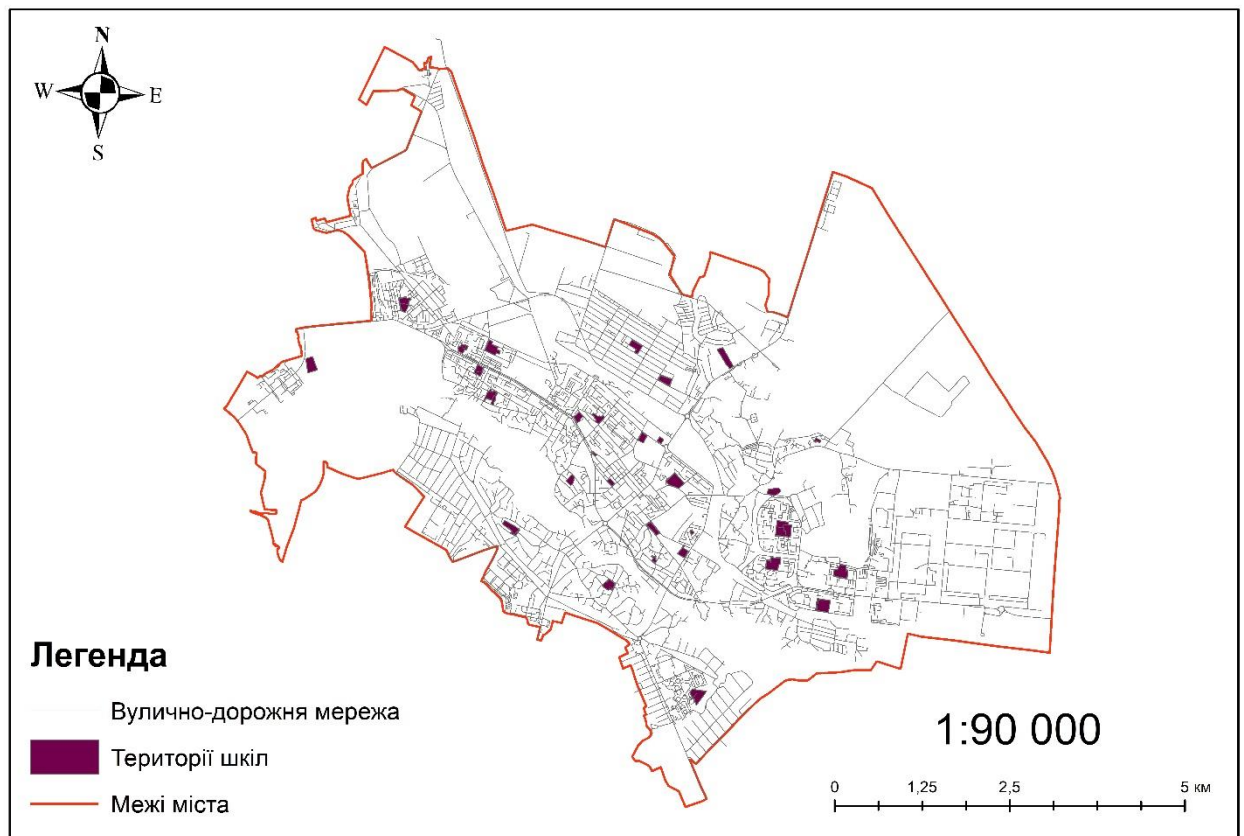 N
W E
S
Легенда
Вулично-дорожня мережа
Території шкіл
Межі міста
1:90 000
0 1,25 2,5 5 км